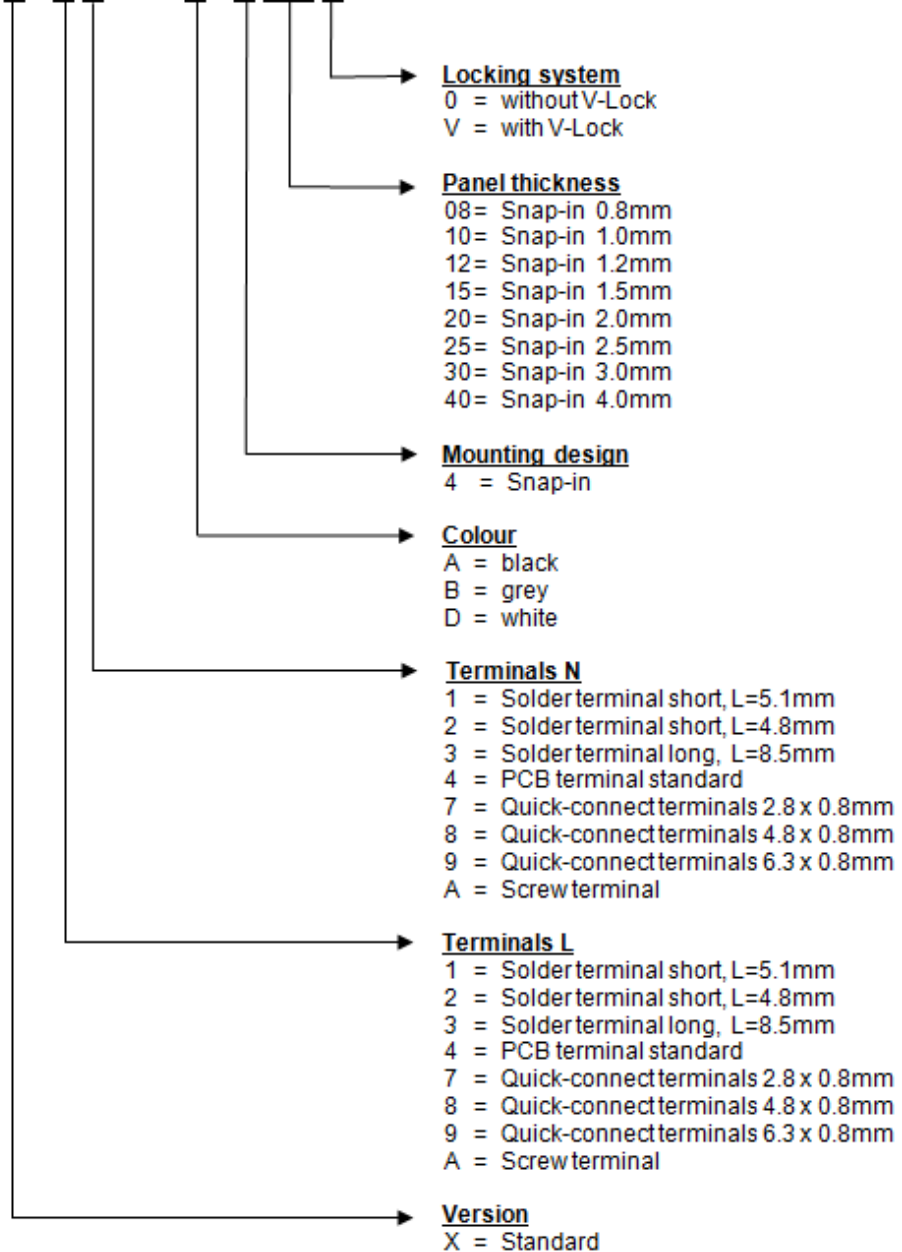 Locking system
0 = without V-Lock
V = with V-Lock
Panel thickness
08= Snap-in 0.8mm
10= Snap-in 1.0mm
12= Snap-in 1.2mm
15= Snap-in 1.5mm
20= Snap-in 2.0mm
25= Snap-in 2.5mm
30= Snap-in 3.0mm
40= Snap-in 4.0mm
Mounting design
4 = Snap-in
Colour
A = black
B = grey
D = white
Terminals N
1 = Solder terminal short, L=5.1mm
2 = Solder terminal short, L=4.8mm
3 = Solder terminal long, L=8.5mm
4 = PCB terminal standard
7 = Quick-connect terminals 2.8 x 0.8mm
8 = Quick-connect terminals 4.8 x 0.8mm
9 = Quick-connect terminals 6.3 x 0.8mm
A = Screw terminal
Terminals L
1 = Solder terminal short, L=5.1mm
2 = Solder terminal short, L=4.8mm
3 = Solder terminal long, L=8.5mm
4 = PCB terminal standard
7 = Quick-connect terminals 2.8 x 0.8mm
8 = Quick-connect terminals 4.8 x 0.8mm
9 = Quick-connect terminals 6.3 x 0.8mm
A = Screw terminal
Version
X = Standard